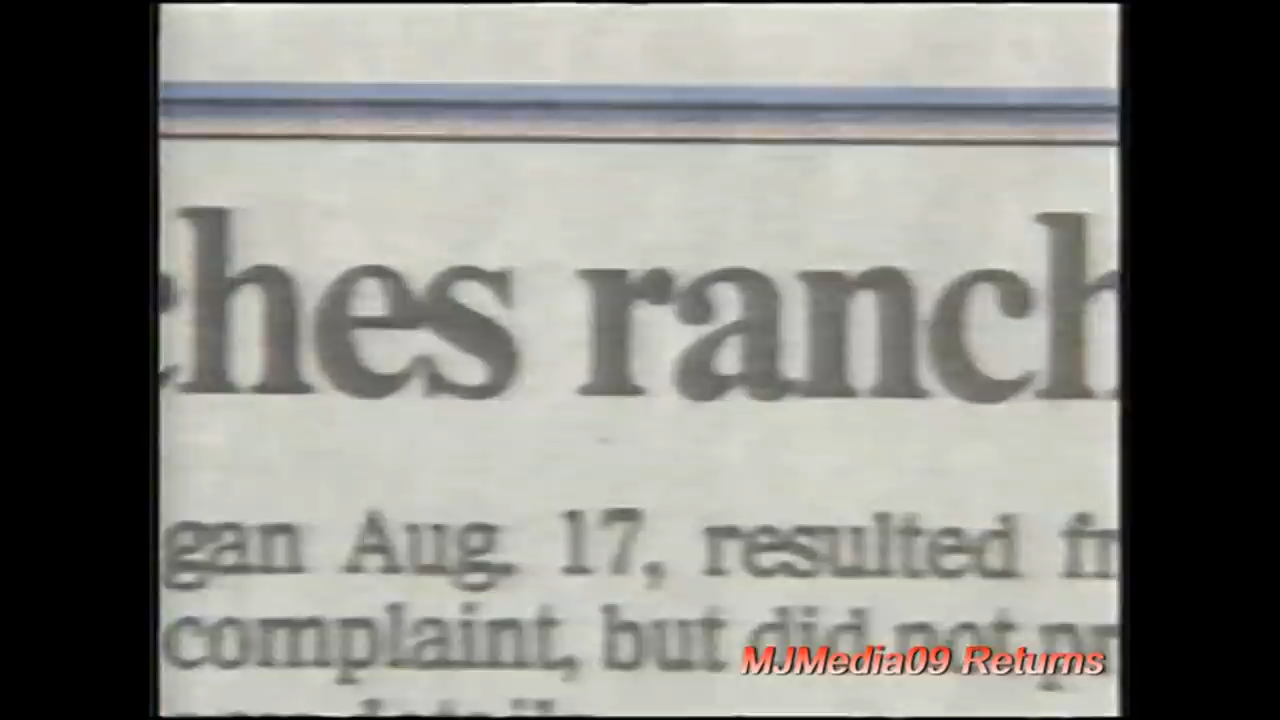 ches ranch
gan Aug. 17, resulted fr
complaint, but did not pr
MJMedia09 Returns